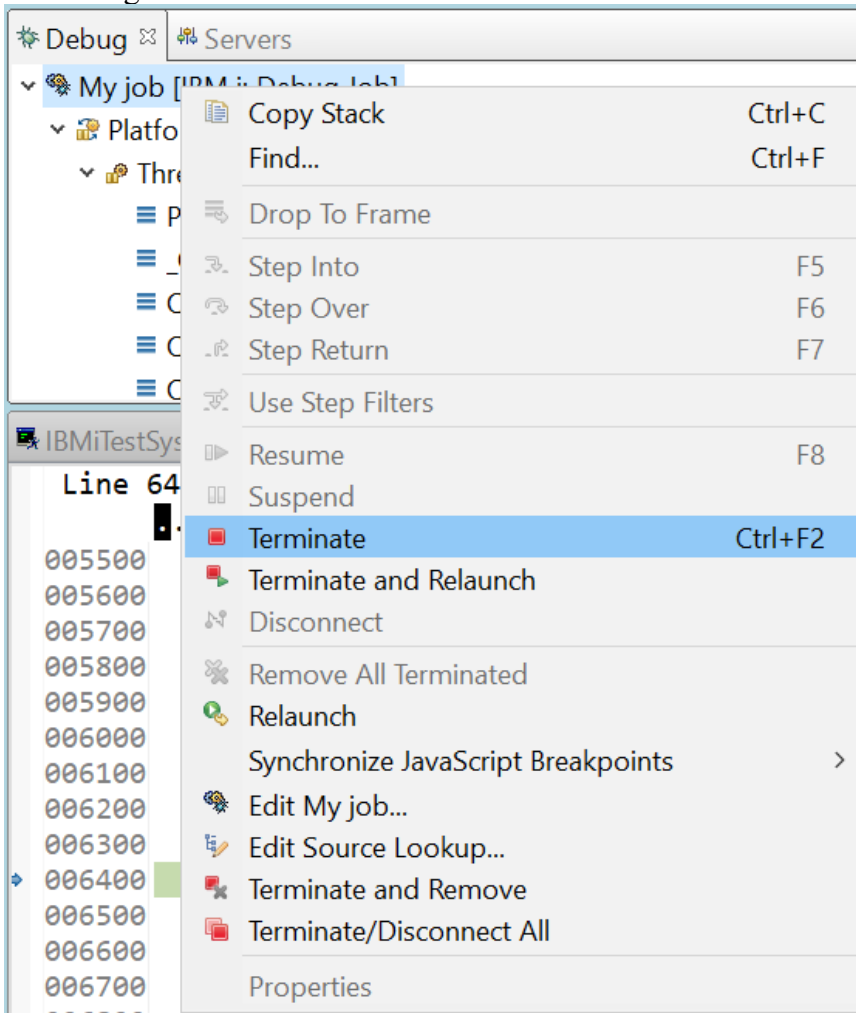 Debug Servers
My job [IBM i: Debug Job]
Copy Stack Ctrl+C
Platfo
Find... Ctrl+F
Thre
Drop To Frame
P
Step Into F5
Step Over F6
Step Return F7
Use Step Filters
IBMiTestSys
Resume F8
Line 64
Suspend
Terminate Ctrl+F2
005500
Terminate and Relaunch
005600
005700
Disconnect
005800
Remove All Terminated
005900
Relaunch
006000
006100
Synchronize JavaScript Breakpoints >
006200
Edit My job...
006300
Edit Source Lookup...
006400
Terminate and Remove
006500
Terminate/Disconnect All
006600
006700
Properties